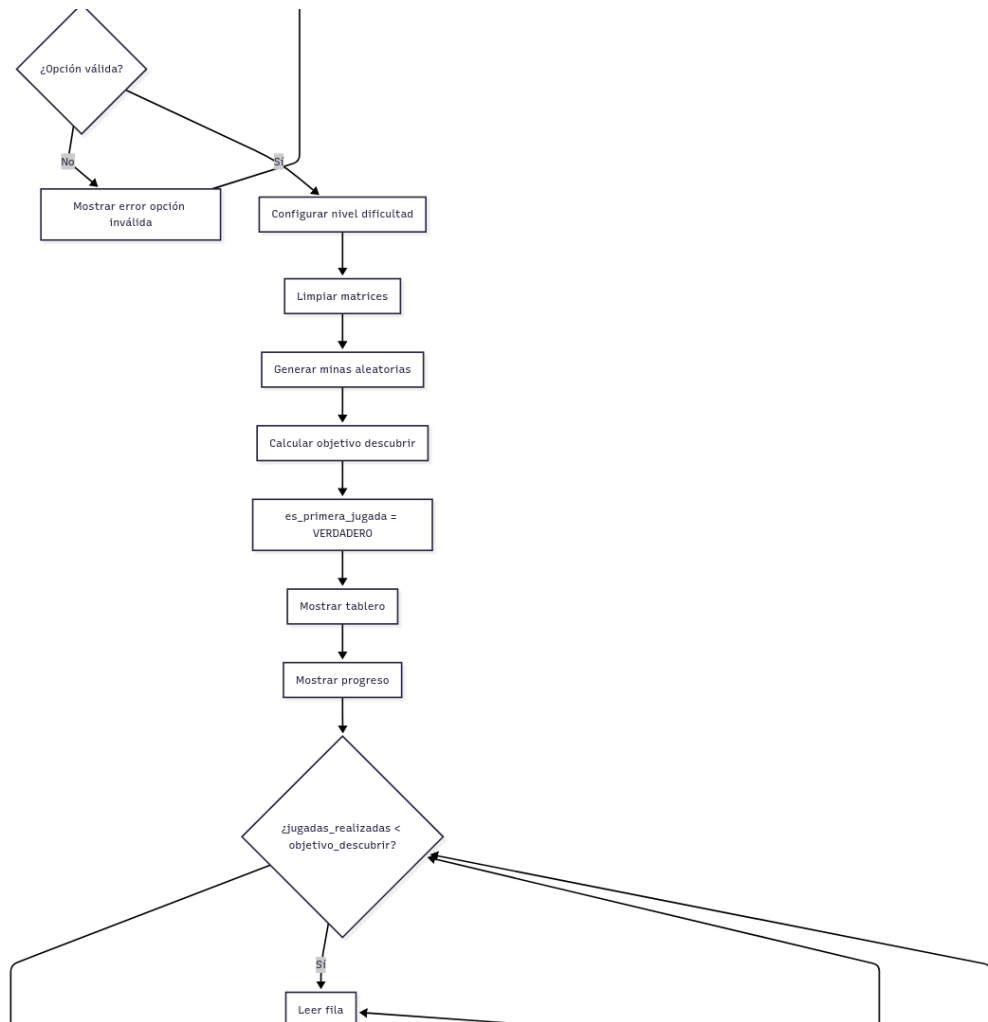 ¿Opción válida?
No
Sí
Mostrar error opción
inválida
Configurar nivel dificultad
Limpiar matrices
Generar minas aleatorias
Calcular objetivo descubrir
es_primera_jugada =
VERDADERO
Mostrar tablero
Mostrar progreso
¿jugadas_realizadas <
objetivo_descubrir?
Sí
Leer fila